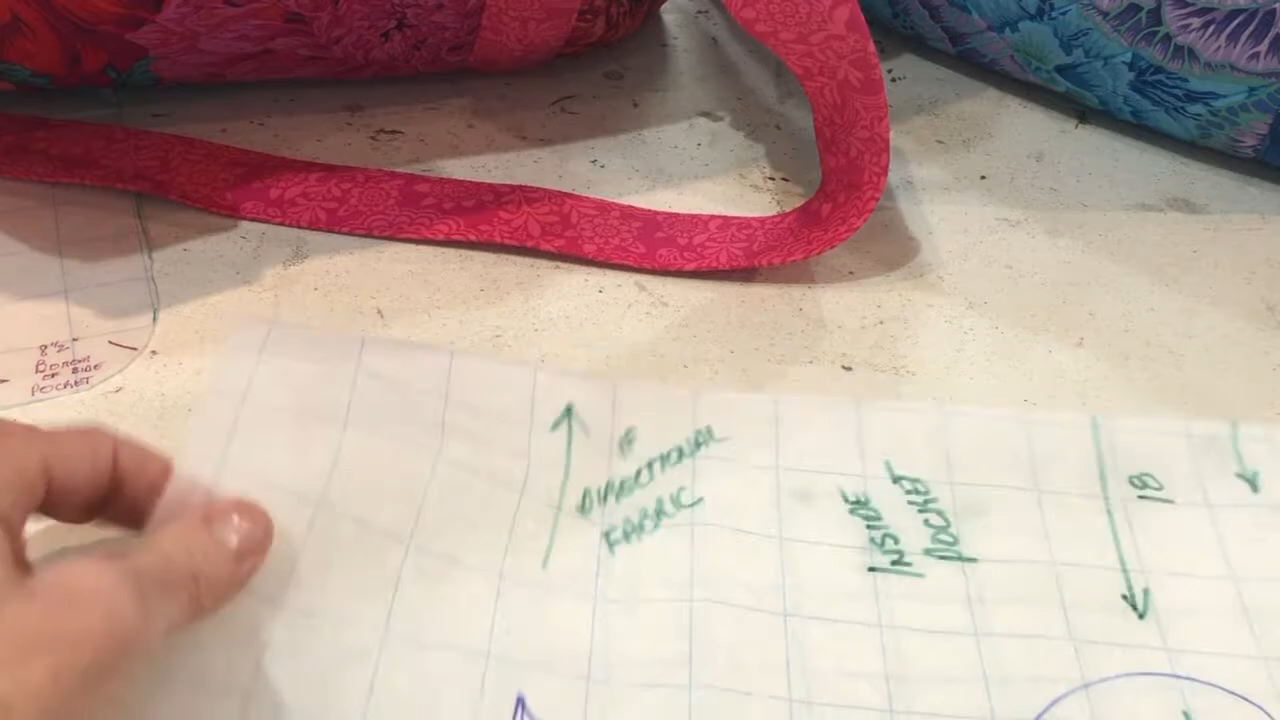 8½"
BOTTOM
OF SIDE
POCKET
IF
DIRECTIONAL
FABRIC
INSIDE
POCKET
18